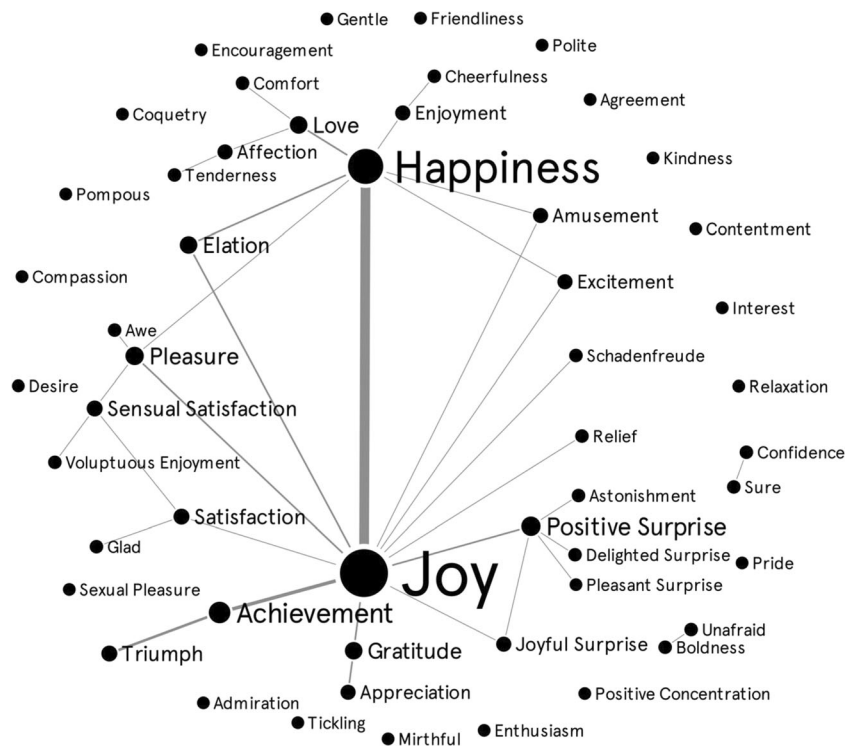 Gentle
Friendliness
Encouragement
Polite
Comfort
Cheerfulness
Coquetry
Love
Enjoyment
Agreement
Affection
Tenderness
Happiness
Kindness
Pompous
Amusement
Contentment
Elation
Compassion
Excitement
Interest
Awe
Pleasure
Schadenfreude
Desire
Relaxation
Sensual Satisfaction
Relief
Voluptuous Enjoyment
Confidence
Sure
Astonishment
Satisfaction
Positive Surprise
Glad
Delighted Surprise
Pride
Sexual Pleasure
Joy
Pleasant Surprise
Achievement
Unafraid
Triumph
Gratitude
Joyful Surprise
Boldness
Appreciation
Positive Concentration
Admiration
Tickling
Mirthful
Enthusiasm